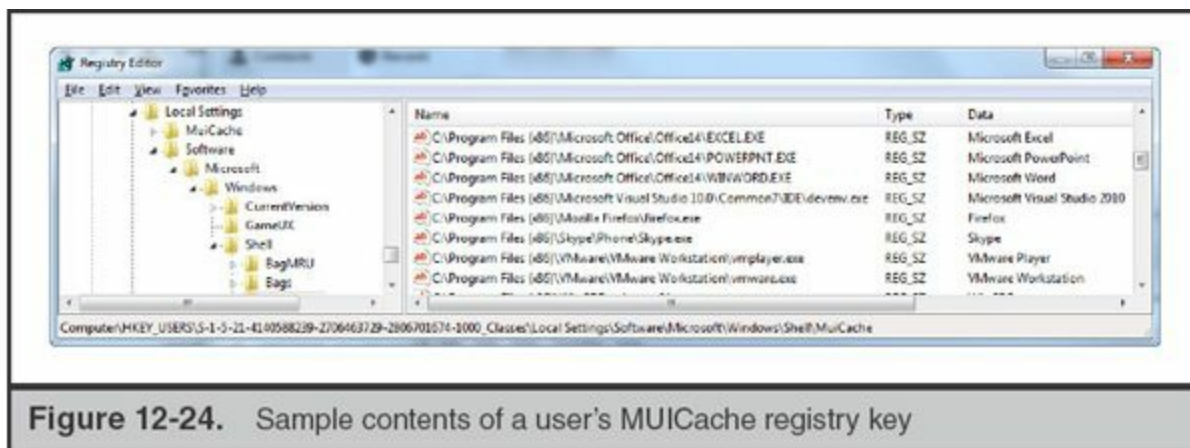 Registry Editor
File Edit View Favorites Help
Local Settings
MuiCache
Software
Microsoft
Windows
CurrentVersion
GameUX
Shell
BagMRU
Bags
Name Type Data
C:\Program Files (x86)\Microsoft Office\Office14\EXCEL.EXE REG_SZ Microsoft Excel
C:\Program Files (x86)\Microsoft Office\Office14\POWERPNT.EXE REG_SZ Microsoft PowerPoint
C:\Program Files (x86)\Microsoft Office\Office14\WINWORD.EXE REG_SZ Microsoft Word
C:\Program Files (x86)\Microsoft Visual Studio 10.0\Common7\IDE\devenv.exe REG_SZ Microsoft Visual Studio 2010
C:\Program Files (x86)\Mozilla Firefox\firefox.exe REG_SZ Firefox
C:\Program Files (x86)\Skype\Phone\Skype.exe REG_SZ Skype
C:\Program Files (x86)\VMware\VMware Workstation\vmplayer.exe REG_SZ VMware Player
C:\Program Files (x86)\VMware\VMware Workstation\vmware.exe REG_SZ VMware Workstation
Computer\HKEY_USERS\S-1-5-21-4140588239-2706463729-2806701674-1000_Classes\Local Settings\Software\Microsoft\Windows\Shell\MuiCache
Figure 12-24. Sample contents of a user's MUICache registry key